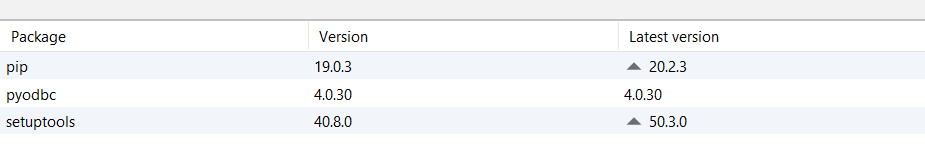 Package Version Latest version
pip 19.0.3 20.2.3
pyodbc 4.0.30 4.0.30
setuptools 40.8.0 50.3.0